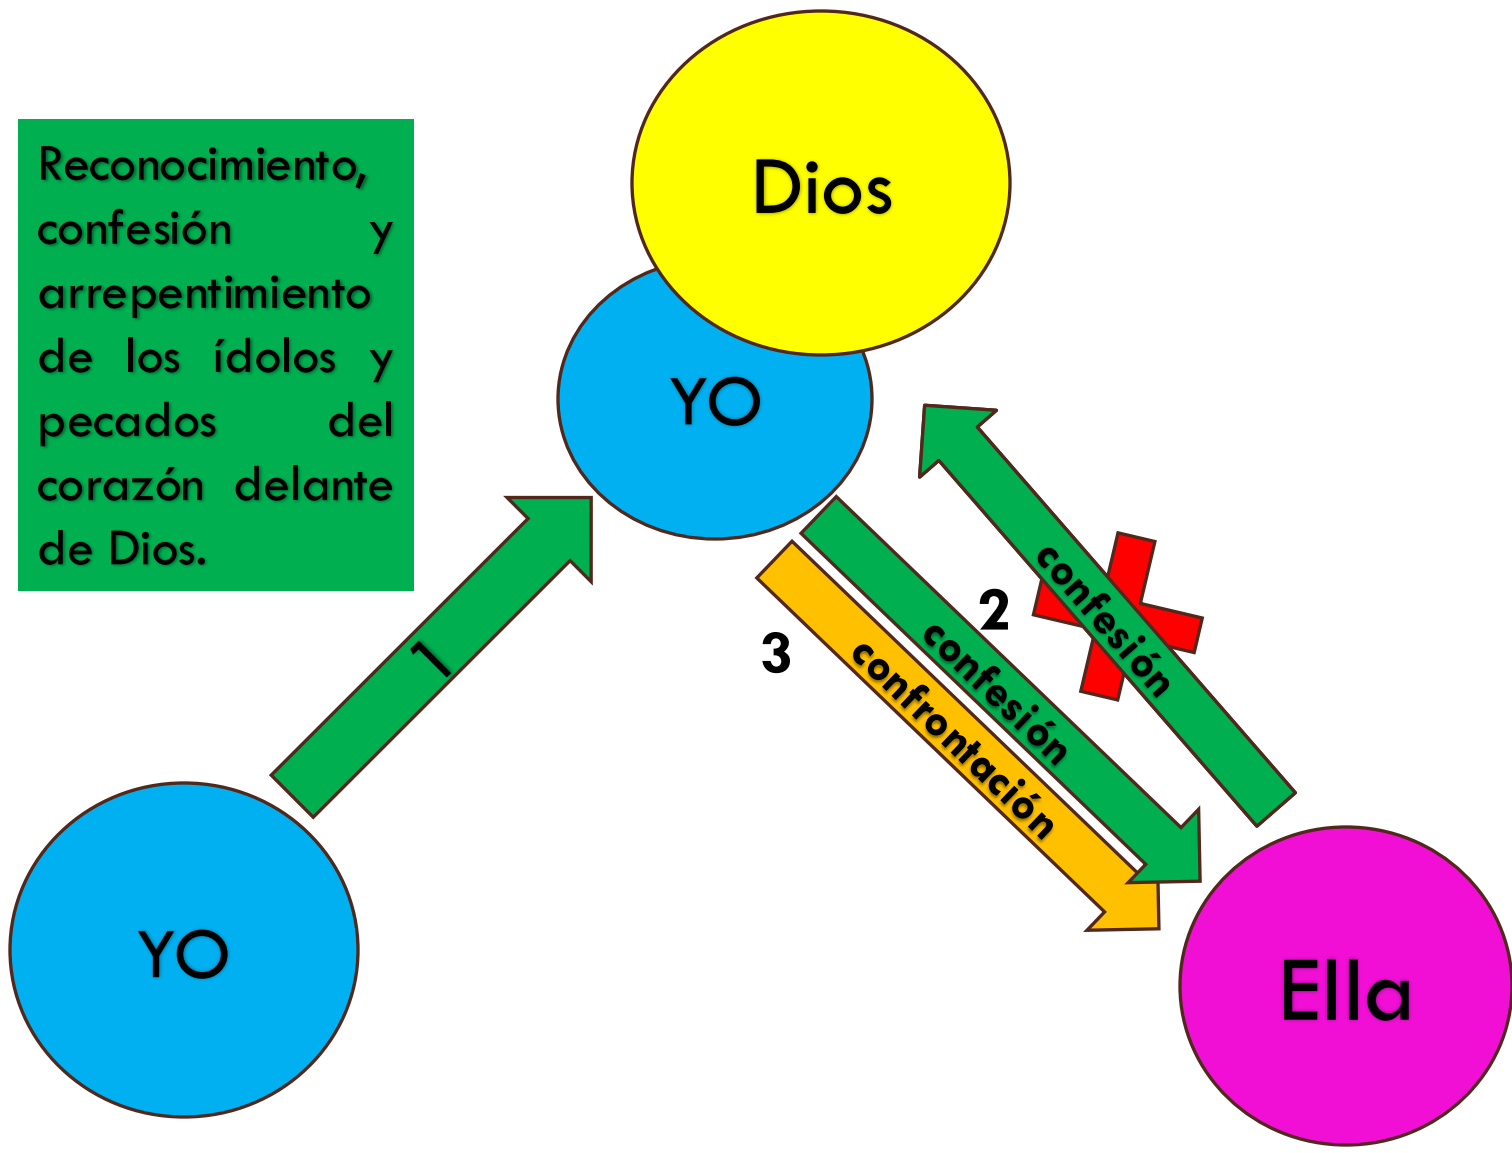 Dios
Reconocimiento,
confesión y
arrepentimiento
de los ídolos y
pecados del
corazón delante
de Dios.
YO
confesión
2
confesión
3
confrontación
1
YO
Ella